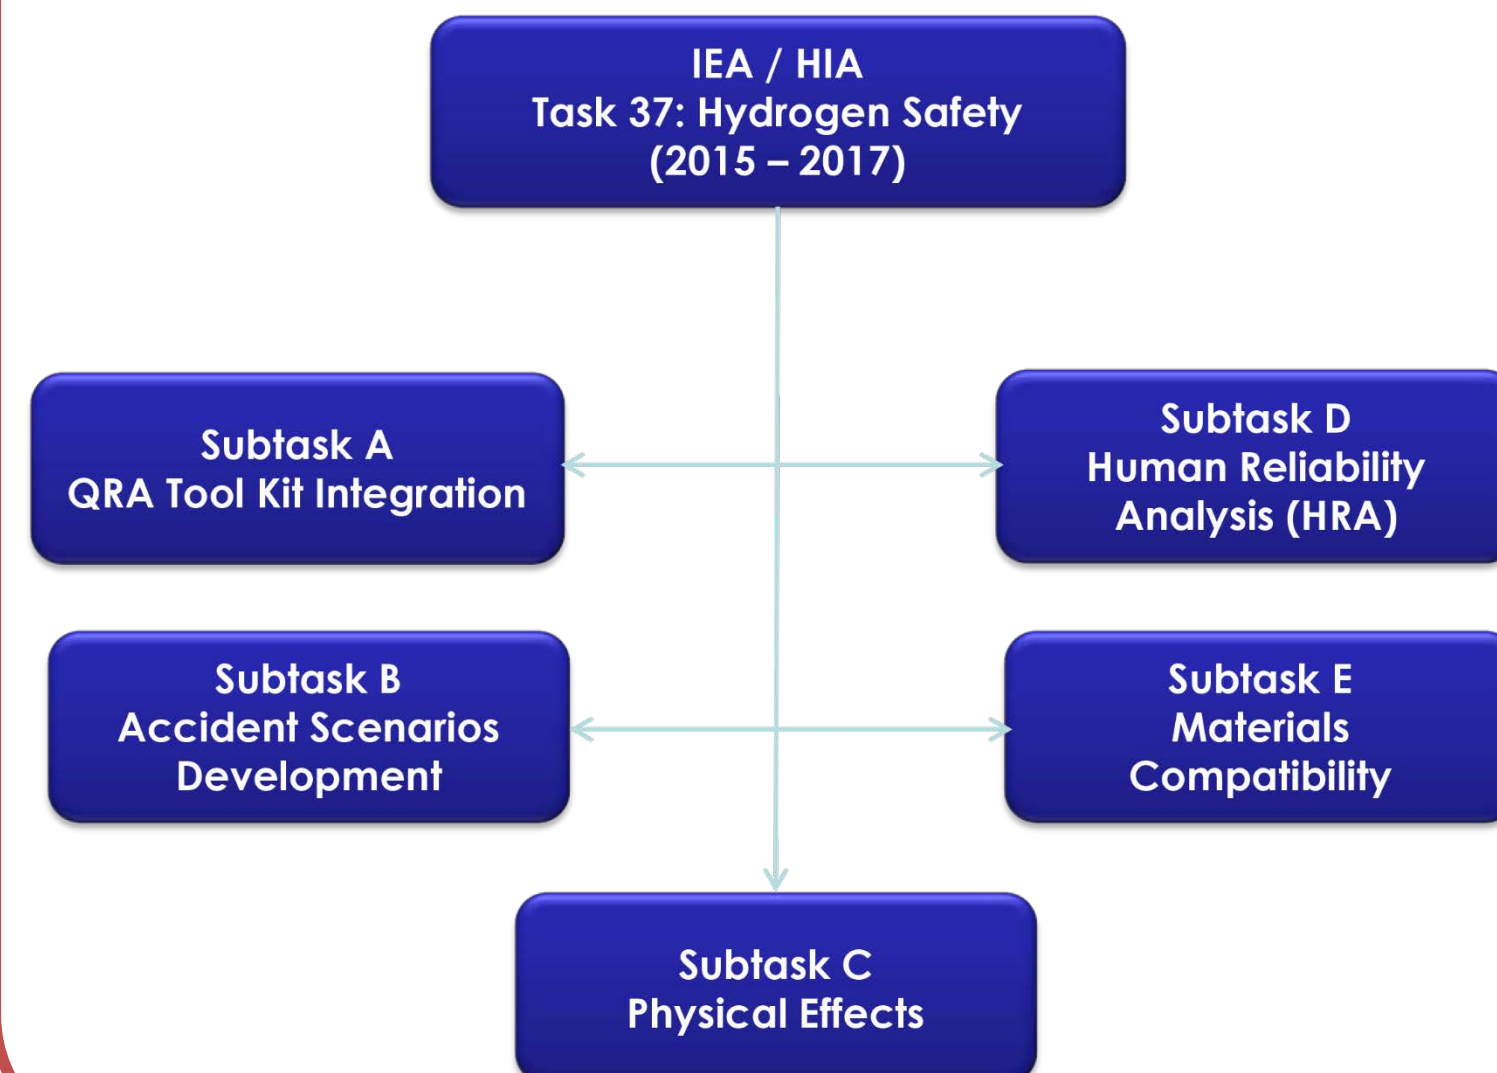 IEA / HIA
Task 37: Hydrogen Safety
(2015 – 2017)
Subtask A
QRA Tool Kit Integration
Subtask D
Human Reliability
Analysis (HRA)
Subtask B
Accident Scenarios
Development
Subtask E
Materials
Compatibility
Subtask C
Physical Effects